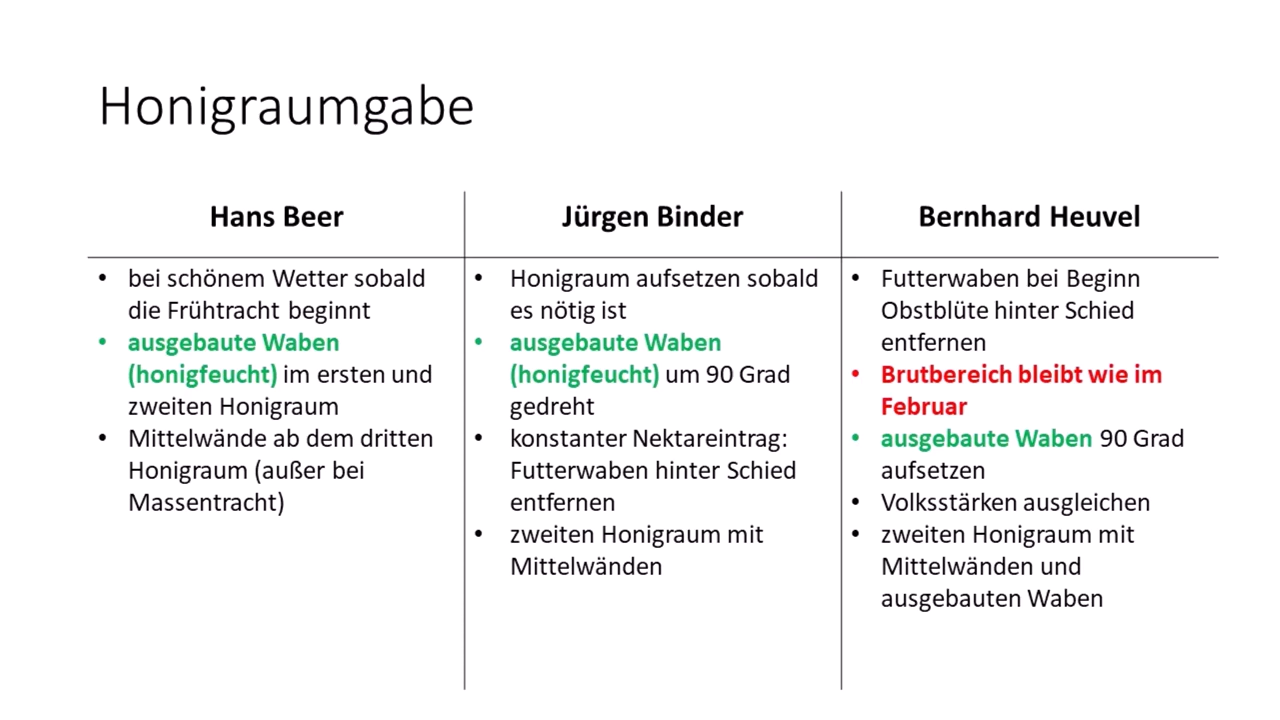 Honigraumgabe
Hans Beer
Jürgen Binder
Bernhard Heuvel
• bei schönem Wetter sobald
die Frühtracht beginnt
• ausgebaute Waben
(honigfeucht) im ersten und
zweiten Honigraum
• Mittelwände ab dem dritten
Honigraum (außer bei
Massentracht)
• Honigraum aufsetzen sobald
es nötig ist
• ausgebaute Waben
(honigfeucht) um 90 Grad
gedreht
• konstanter Nektareintrag:
Futterwaben hinter Schied
entfernen
• zweiten Honigraum mit
Mittelwänden
• Futterwaben bei Beginn
Obstblüte hinter Schied
entfernen
• Brutbereich bleibt wie im
Februar
• ausgebaute Waben 90 Grad
aufsetzen
• Volksstärken ausgleichen
• zweiten Honigraum mit
Mittelwänden und
ausgebauten Waben